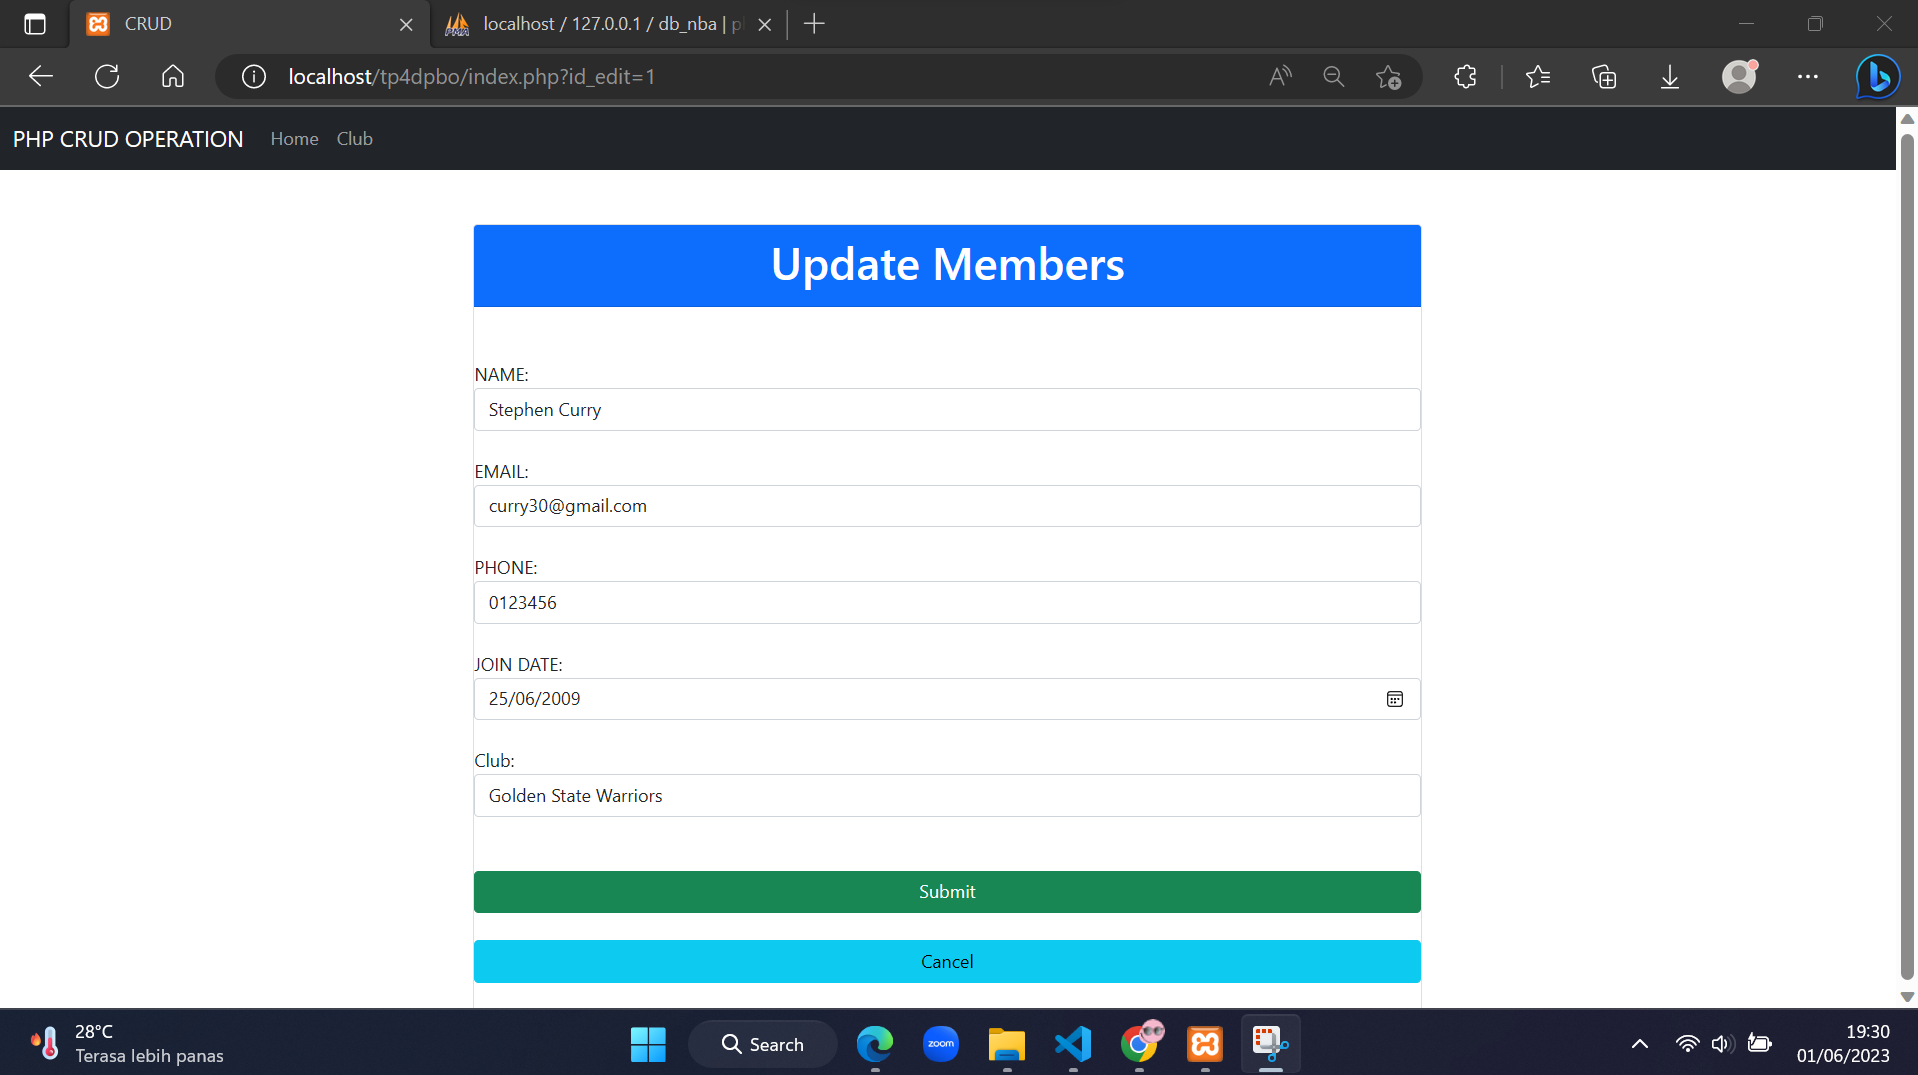 CRUD
localhost / 127.0.0.1 / db_nba |
localhost/tp4dpbo/index.php?id_edit=1
PHP CRUD OPERATION Home Club
Update Members
NAME:
Stephen Curry
EMAIL:
curry30@gmail.com
PHONE:
0123456
JOIN DATE:
25/06/2009
Club:
Golden State Warriors
Submit
Cancel
28°C
Terasa lebih panas
Search
zoom
19:30
01/06/2023